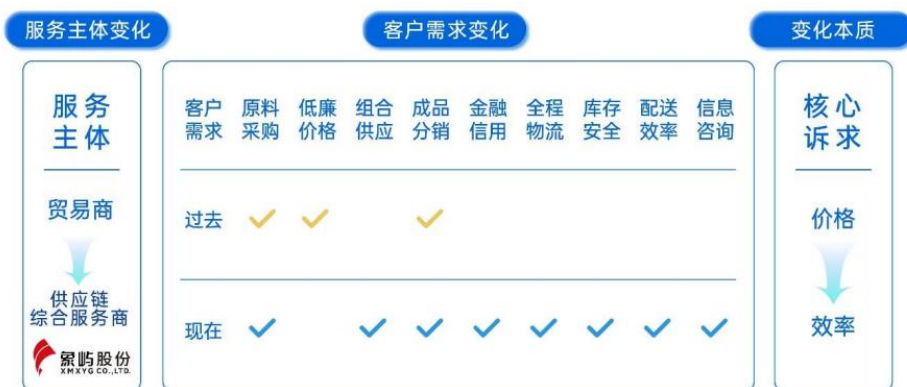 服务主体变化
客户需求变化
变化本质
服务
主体
贸易商
供应链
综合服务商
象屿股份
XMXYG CO.,LTD.
客户 原料 低廉 组合 成品 金融 全程 库存 配送 信息
需求 采购 价格 供应 分销 信用 物流 安全 效率 咨询
过去
现在
核心
诉求
价格
效率